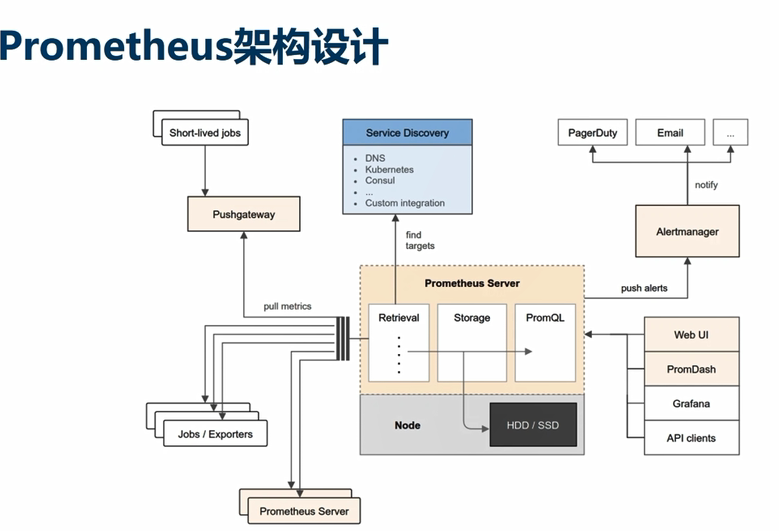 Prometheus架构设计
Short-lived jobs
Service Discovery
PagerDuty
Email
...
DNS
Kubernetes
Consul
...
Custom integration
notify
Pushgateway
Alertmanager
find
targets
Prometheus Server
push alerts
pull metrics
Retrieval
Storage
PromQL
Web UI
PromDash
Grafana
API clients
Jobs / Exporters
Node
HDD / SSD
Prometheus Server